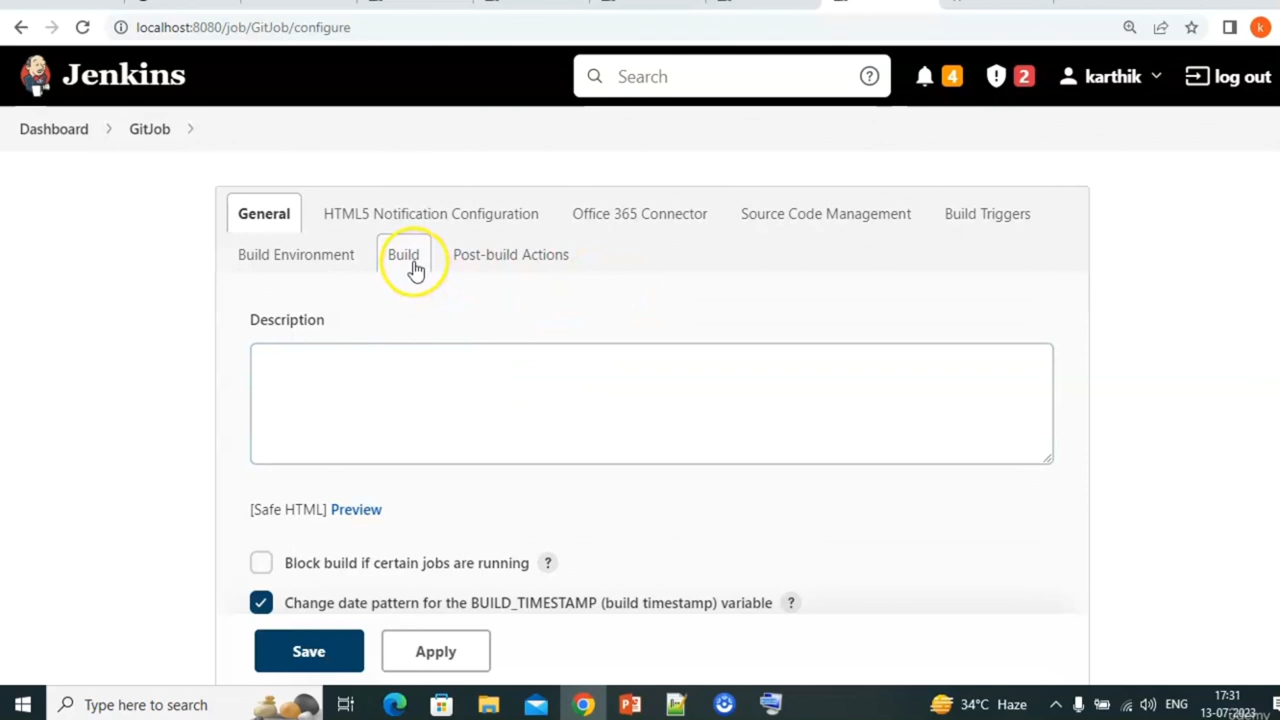 localhost:8080/job/GitJob/configure
k
Jenkins
Search
?
4
2
karthik
log out
Dashboard
GitJob
General
HTML5 Notification Configuration
Office 365 Connector
Source Code Management
Build Triggers
Build Environment
Build
Post-build Actions
Description
[Safe HTML] Preview
Block build if certain jobs are running ?
Change date pattern for the BUILD_TIMESTAMP (build timestamp) variable ?
Save
Apply
Type here to search
34°C Haze
ENG
17:31
13-07-2023